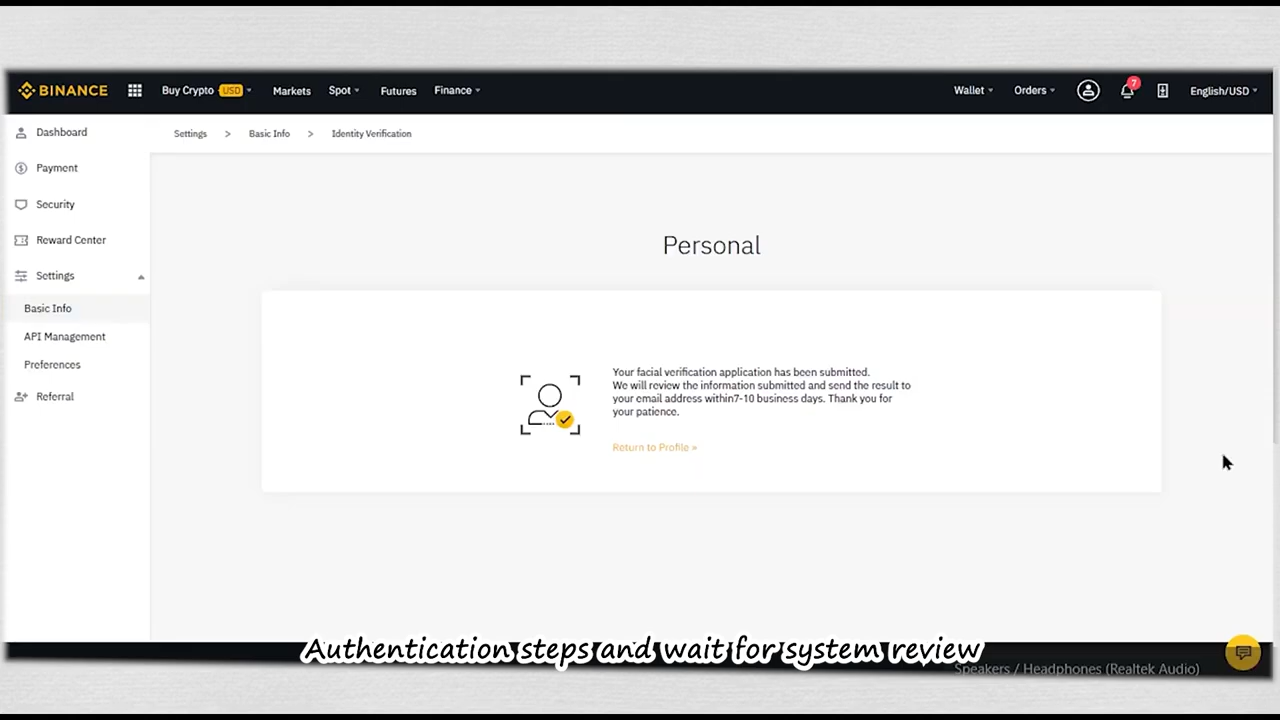 BINANCE
Buy Crypto USD
Markets
Spot
Futures
Finance
Wallet
Orders
7
English/USD
Dashboard
Payment
Security
Reward Center
Settings
Basic Info
API Management
Preferences
Referral
Settings > Basic Info > Identity Verification
Personal
Your facial verification application has been submitted.
We will review the information submitted and send the result to
your email address within7-10 business days. Thank you for
your patience.
Return to Profile »
Authentication steps and wait for system review
Speakers / Headphones (Realtek Audio)